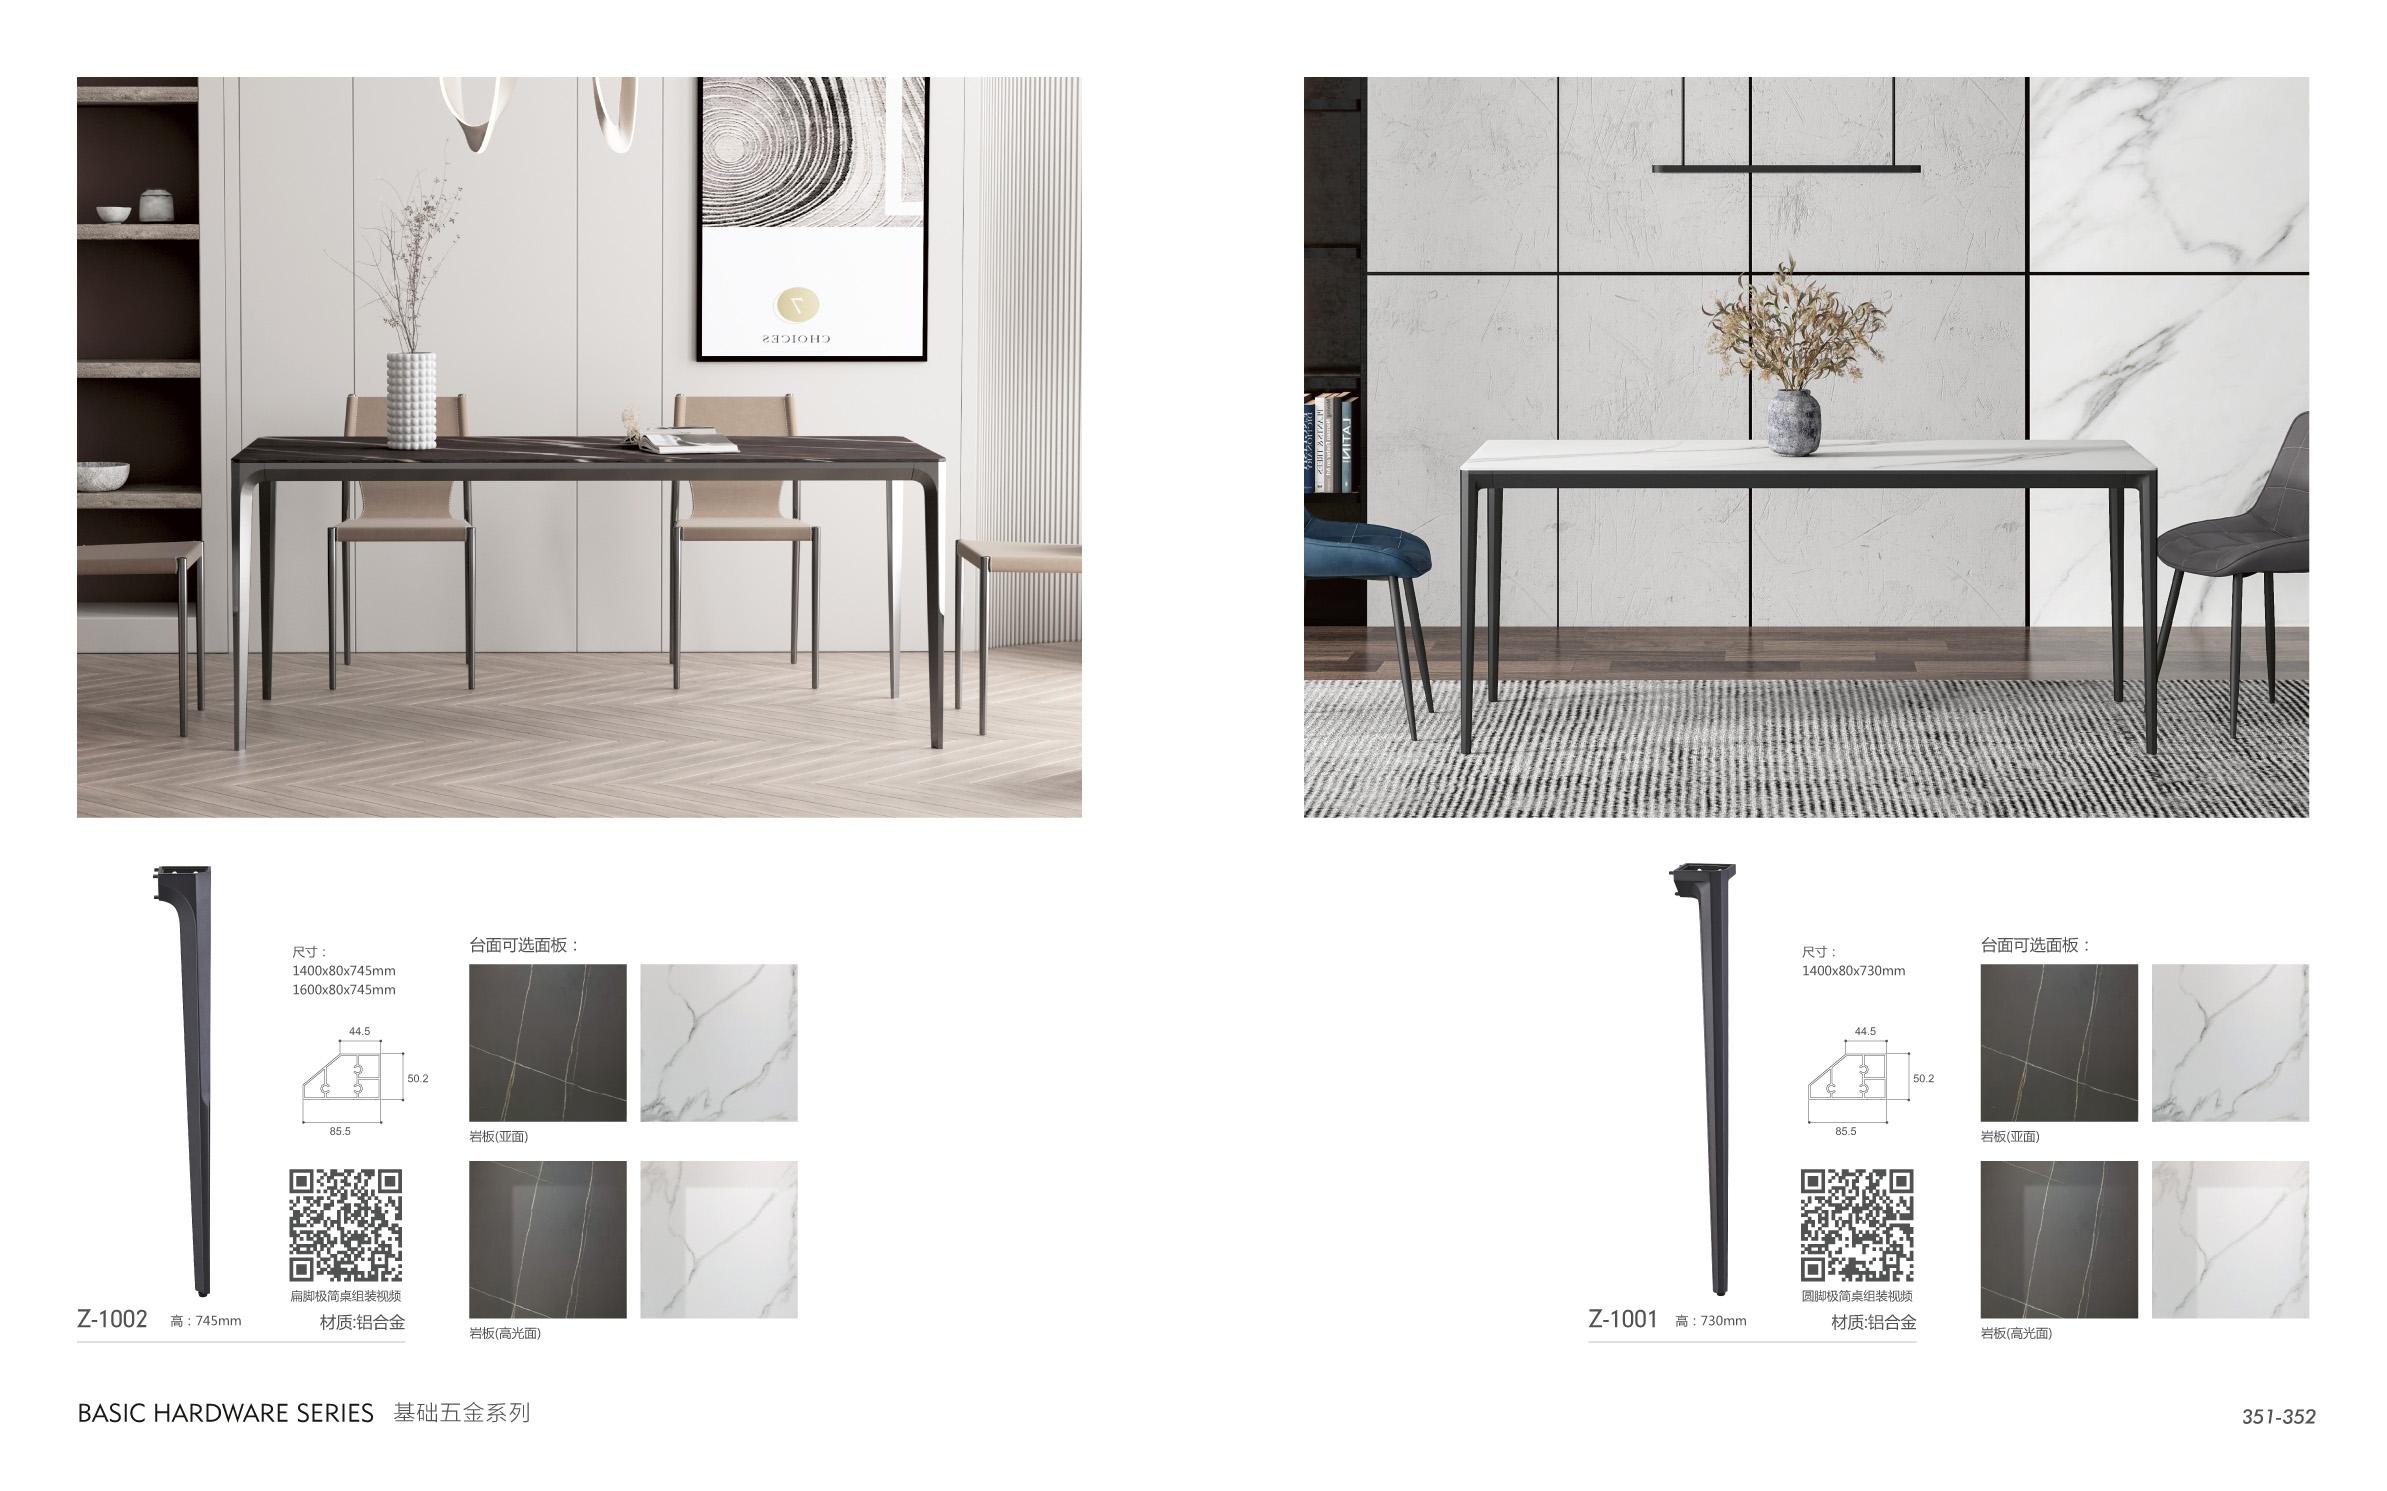 7
CHOICES
LATINI
尺寸：
1400x80x745mm
1600x80x745mm
44.5
50.2
85.5
扁脚极简桌组装视频
Z-1002 高：745mm 材质:铝合金
台面可选面板：
岩板(亚面)
岩板(高光面)
尺寸：
1400x80x730mm
44.5
50.2
85.5
圆脚极简桌组装视频
Z-1001 高：730mm 材质:铝合金
台面可选面板：
岩板(亚面)
岩板(高光面)
BASIC HARDWARE SERIES 基础五金系列
351-352